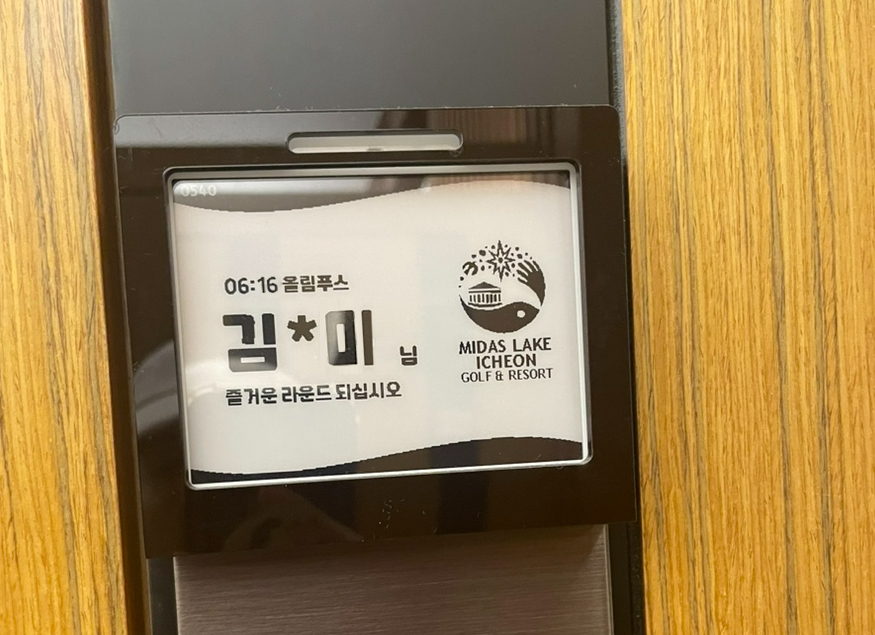 0540
06:16 올림푸스
김*미 님
즐거운 라운드 되십시오
MIDAS LAKE
ICHEON
GOLF & RESORT